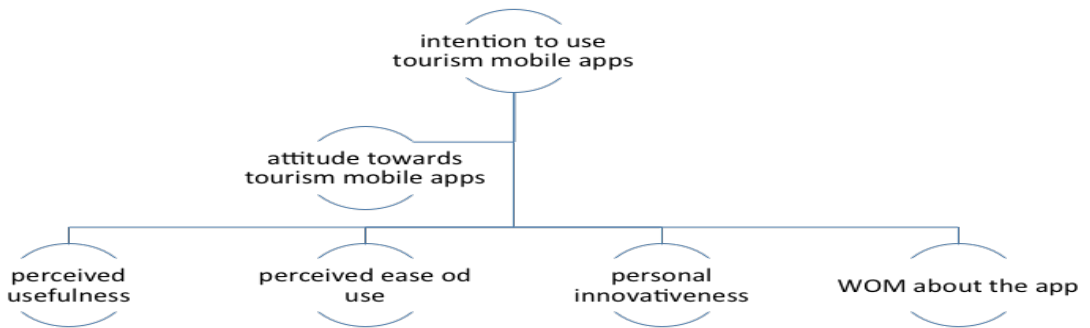 intention to use
tourism mobile apps
attitude towards
tourism mobile apps
perceived
usefulness
perceived ease od
use
personal
innovativeness
WOM about the app